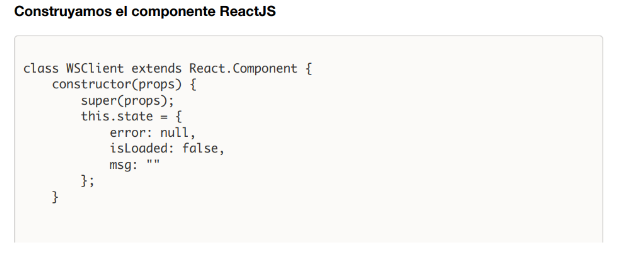 Construyamos el componente ReactJS
class WSClient extends React.Component {
    constructor(props) {
        super(props);
        this.state = {
            error: null,
            isLoaded: false,
            msg: ""
        };
    }